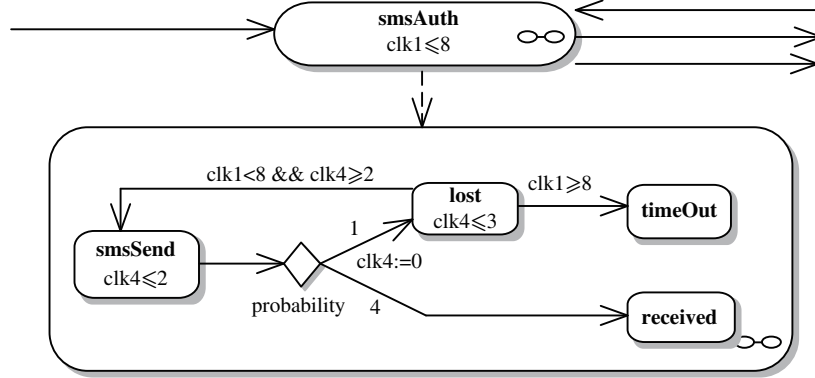 smsAuth
clk1⩽8
clk1<8 && clk4⩾2
lost
clk4⩽3
clk1⩾8
timeOut
smsSend
clk4⩽2
1
clk4:=0
probability
4
received